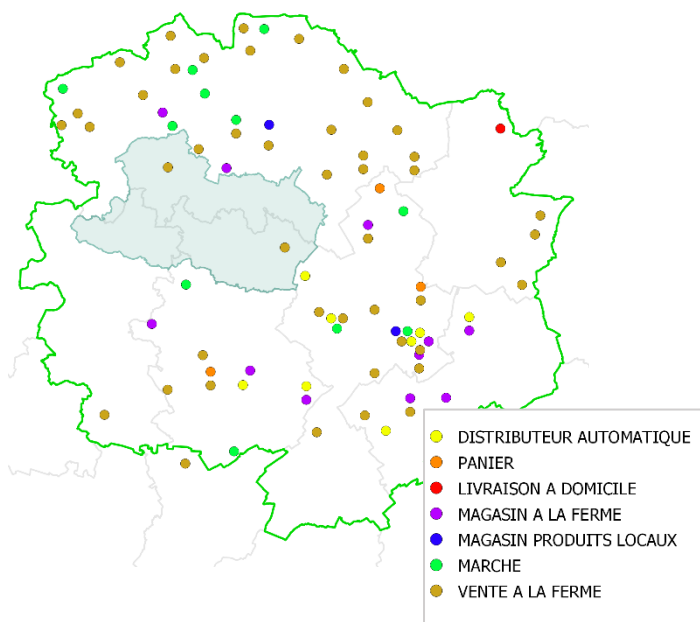 DISTRIBUTEUR AUTOMATIQUE
PANIER
LIVRAISON A DOMICILE
MAGASIN A LA FERME
MAGASIN PRODUITS LOCAUX
MARCHE
VENTE A LA FERME